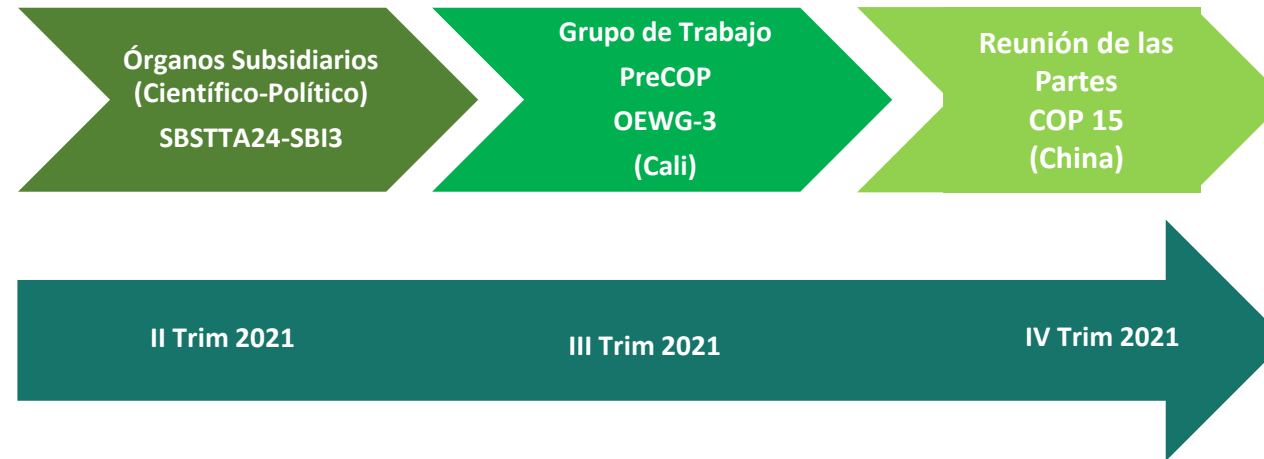 Órganos Subsidiarios
(Científico-Político)
SBSTTA24-SBI3
Grupo de Trabajo
PreCOP
OEWG-3
(Cali)
Reunión de las
Partes
COP 15
(China)
II Trim 2021
III Trim 2021
IV Trim 2021